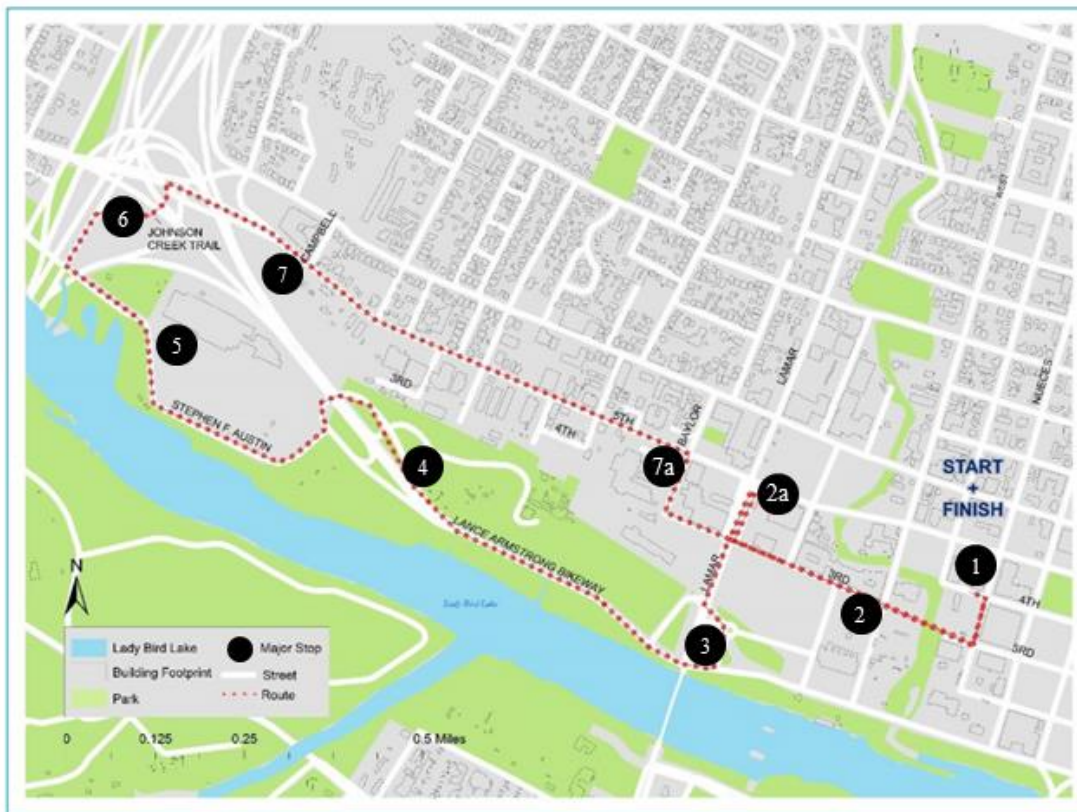 WEST
6
JOHNSON
CREEK TRAIL
CAMPBELL
7
5
LAMAR
NUECES
3RD
5TH
BAYLOR
STEPHEN F. AUSTIN
4TH
START
+
FINISH
7a
2a
4
LANCE ARMSTRONG BIKEWAY
1
LAMAR
3RD
4TH
2
N
Lady Bird Lake
3
3RD
Lady Bird Lake
Major Stop
Building Footprint
Street
Park
Route
0 0.125 0.25 0.5 Miles